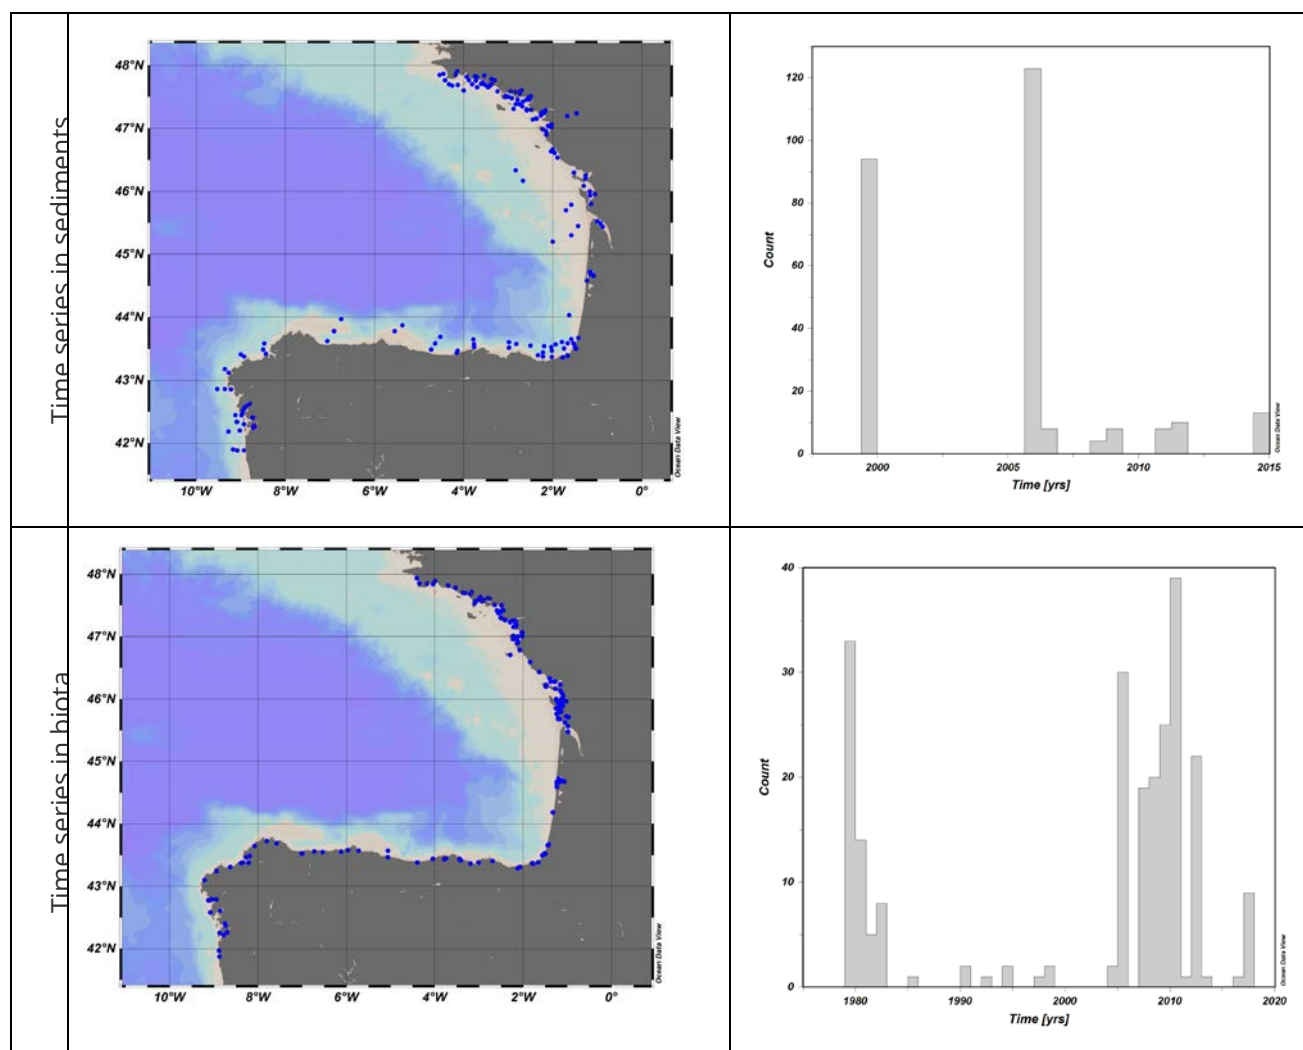 Time series in sediments
48°N
47°N
46°N
45°N
44°N
43°N
42°N
10°W 8°W 6°W 4°W 2°W 0°
Ocean Data View
Count
120
100
80
60
40
20
0
2000 2005 2010 2015
Time [yrs]
Ocean Data View
Time series in biota
48°N
47°N
46°N
45°N
44°N
43°N
42°N
10°W 8°W 6°W 4°W 2°W 0°
Ocean Data View
Count
40
30
20
10
0
1980 1990 2000 2010 2020
Time [yrs]
Ocean Data View